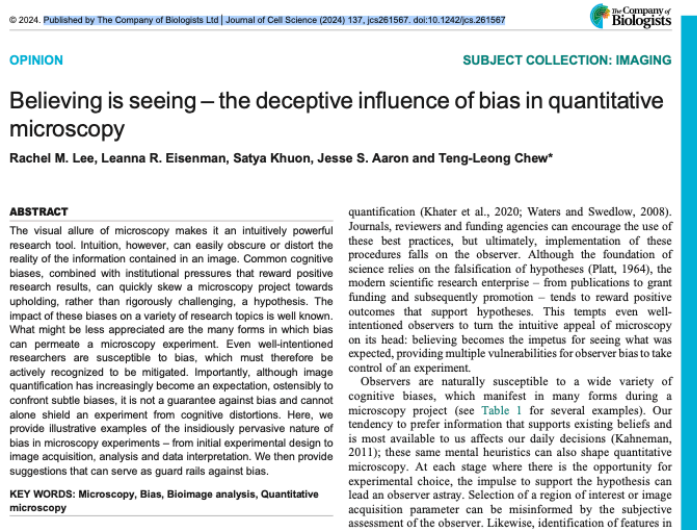 © 2024. Published by The Company of Biologists Ltd | Journal of Cell Science (2024) 137, jcs261567. doi:10.1242/jcs.261567
The Company of
Biologists
OPINION
SUBJECT COLLECTION: IMAGING
Believing is seeing – the deceptive influence of bias in quantitative
microscopy
Rachel M. Lee, Leanna R. Eisenman, Satya Khuon, Jesse S. Aaron and Teng-Leong Chew*
ABSTRACT
The visual allure of microscopy makes it an intuitively powerful
research tool. Intuition, however, can easily obscure or distort the
reality of the information contained in an image. Common cognitive
biases, combined with institutional pressures that reward positive
research results, can quickly skew a microscopy project towards
upholding, rather than rigorously challenging, a hypothesis. The
impact of these biases on a variety of research topics is well known.
What might be less appreciated are the many forms in which bias
can permeate a microscopy experiment. Even well-intentioned
researchers are susceptible to bias, which must therefore be
actively recognized to be mitigated. Importantly, although image
quantification has increasingly become an expectation, ostensibly to
confront subtle biases, it is not a guarantee against bias and cannot
alone shield an experiment from cognitive distortions. Here, we
provide illustrative examples of the insidiously pervasive nature of
bias in microscopy experiments – from initial experimental design to
image acquisition, analysis and data interpretation. We then provide
suggestions that can serve as guard rails against bias.
KEY WORDS: Microscopy, Bias, Bioimage analysis, Quantitative
microscopy
quantification (Khater et al., 2020; Waters and Swedlow, 2008).
Journals, reviewers and funding agencies can encourage the use of
these best practices, but ultimately, implementation of these
procedures falls on the observer. Although the foundation of
science relies on the falsification of hypotheses (Platt, 1964), the
modern scientific research enterprise – from publications to grant
funding and subsequently promotion – tends to reward positive
outcomes that support hypotheses. This tempts even well-
intentioned observers to turn the intuitive appeal of microscopy
on its head: believing becomes the impetus for seeing what was
expected, providing multiple vulnerabilities for observer bias to take
control of an experiment.
Observers are naturally susceptible to a wide variety of
cognitive biases, which manifest in many forms during a
microscopy project (see Table 1 for several examples). Our
tendency to prefer information that supports existing beliefs and
is most available to us affects our daily decisions (Kahneman,
2011); these same mental heuristics can also shape quantitative
microscopy. At each stage where there is the opportunity for
experimental choice, the impulse to support the hypothesis can
lead an observer astray. Selection of a region of interest or image
acquisition parameter can be misinformed by the subjective
assessment of the observer. Likewise, identification of features in